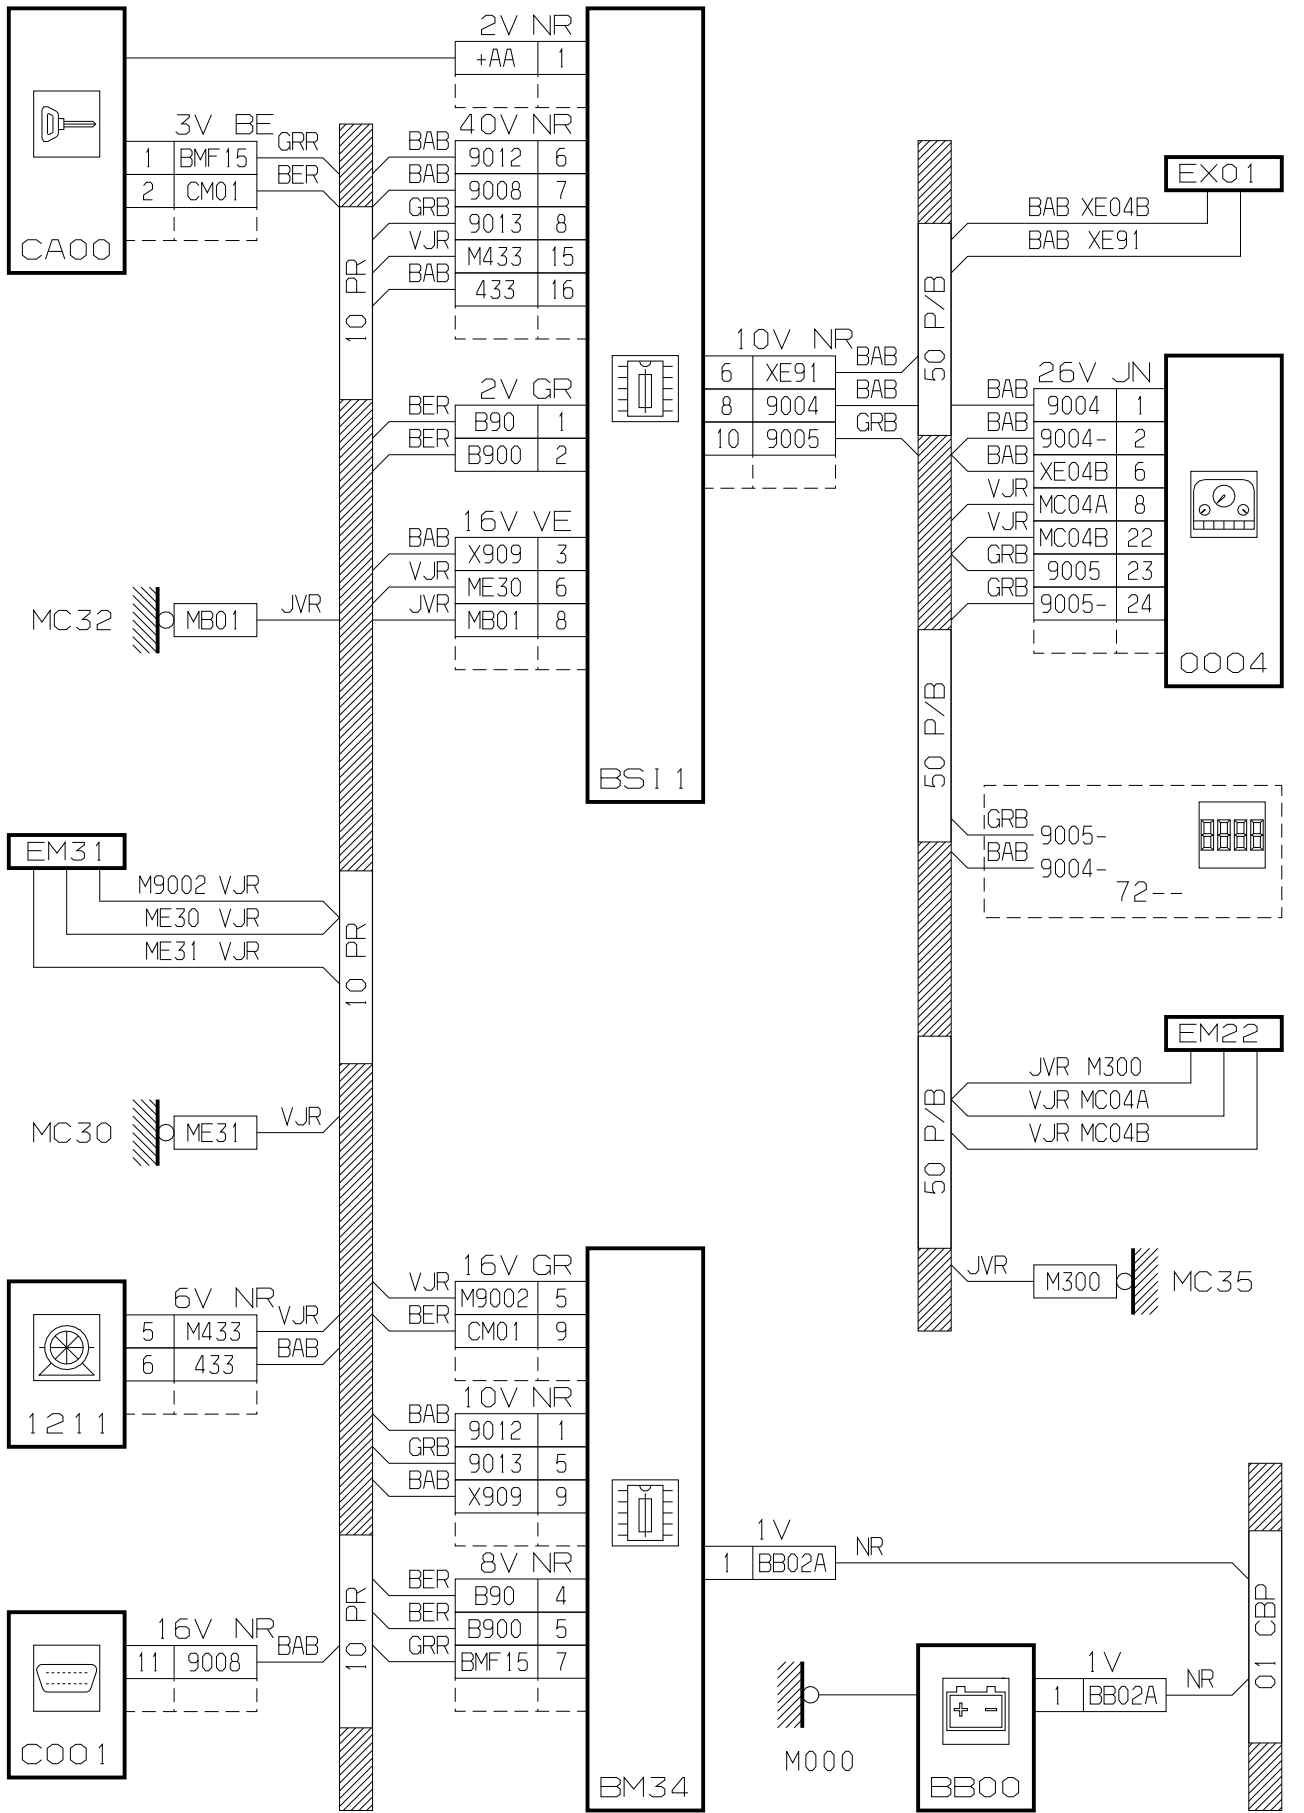 2V NR
+AA 1
CA00
3V BE
1 BMF15 GRR
2 CM01 BER
10 PR
40V NR
BAB 9012 6
BAB 9008 7
GRB 9013 8
VJR M433 15
BAB 433 16
2V GR
BER B90 1
BER B900 2
16V VE
BAB X909 3
VJR ME30 6
JVR MB01 8
BSI1
MC32 MB01 JVR
10V NR
6 XE91 BAB
8 9004 BAB
10 9005 GRB
50 P/B
EX01
BAB XE04B
BAB XE91
26V JN
BAB 9004 1
BAB 9004- 2
BAB XE04B 6
VJR MC04A 8
VJR MC04B 22
GRB 9005 23
GRB 9005- 24
0004
50 P/B
GRB 9005-
BAB 9004-
72--
EM31
M9002 VJR
ME30 VJR
ME31 VJR
10 PR
MC30 ME31 VJR
EM22
JVR M300
VJR MC04A
VJR MC04B
50 P/B
JVR M300 MC35
6V NR
5 M433 VJR
6 433 BAB
1211
16V GR
VJR M9002 5
BER CM01 9
10V NR
BAB 9012 1
GRB 9013 5
BAB X909 9
8V NR
BER B90 4
BER B900 5
GRR BMF15 7
BM34
10 PR
16V NR
11 9008 BAB
C001
1V
1 BB02A NR
01 CBP
1V
1 BB02A NR
M000
BB00